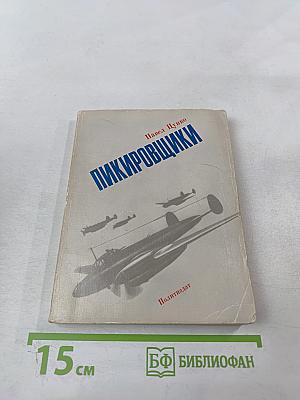 Павел Цупко
ПИКИРОВЩИКИ
Политиздат
15 см
БФ БИБЛИОФАН